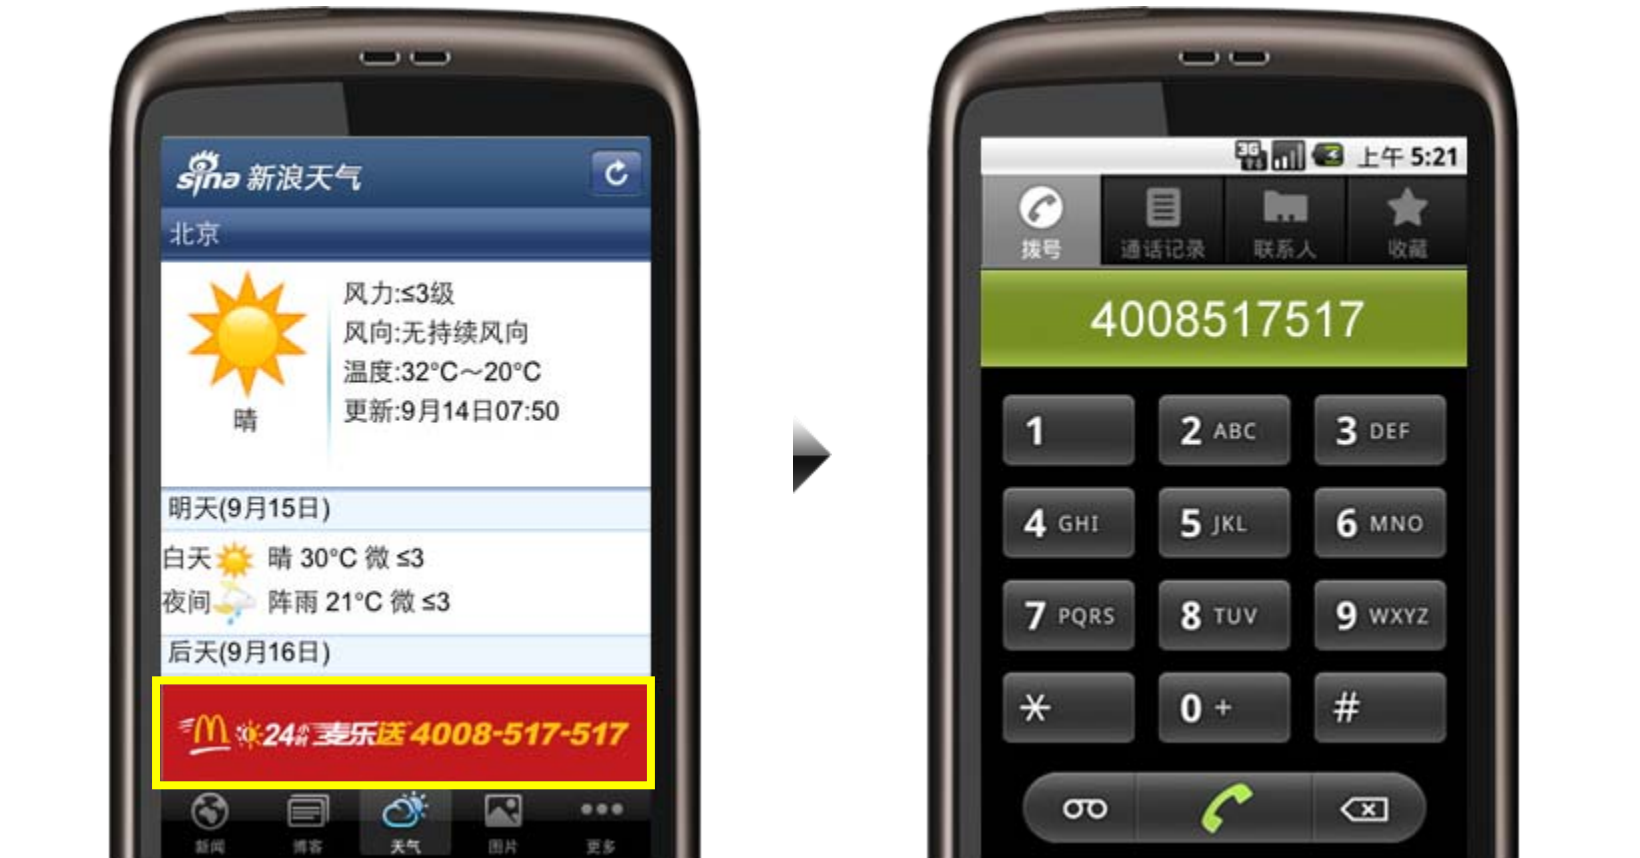 sina 新浪天气
北京
晴
风力:≤3级
风向:无持续风向
温度:32°C～20°C
更新:9月14日07:50
明天(9月15日)
白天 晴 30°C 微 ≤3
夜间 阵雨 21°C 微 ≤3
后天(9月16日)
24小时麦乐送 4008-517-517
新闻 博客 天气 图片 更多
3G 上午 5:21
拨号 通话记录 联系人 收藏
4008517517
1 2 ABC 3 DEF
4 GHI 5 JKL 6 MNO
7 PQRS 8 TUV 9 WXYZ
* 0 + #